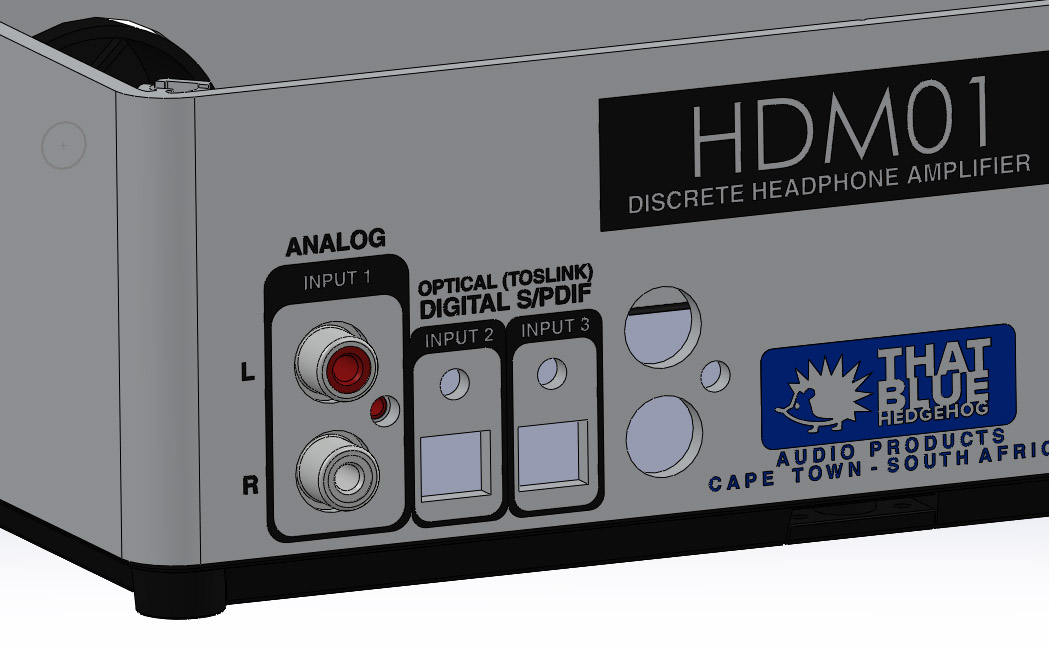 HDM01
DISCRETE HEADPHONE AMPLIFIER
ANALOG
INPUT 1
L
R
OPTICAL (TOSLINK)
DIGITAL S/PDIF
INPUT 2
INPUT 3
THAT
BLUE
HEDGEHOG
AUDIO PRODUCTS
CAPE TOWN - SOUTH